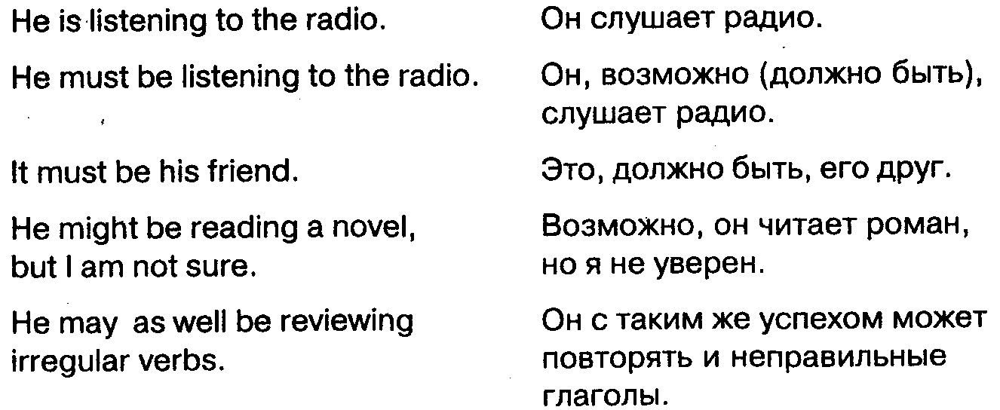 He is listening to the radio. Он слушает радио.
He must be listening to the radio. Он, возможно (должно быть),
слушает радио.
It must be his friend. Это, должно быть, его друг.
He might be reading a novel, Возможно, он читает роман,
but I am not sure. но я не уверен.
He may as well be reviewing Он с таким же успехом может
irregular verbs. повторять и неправильные
глаголы.